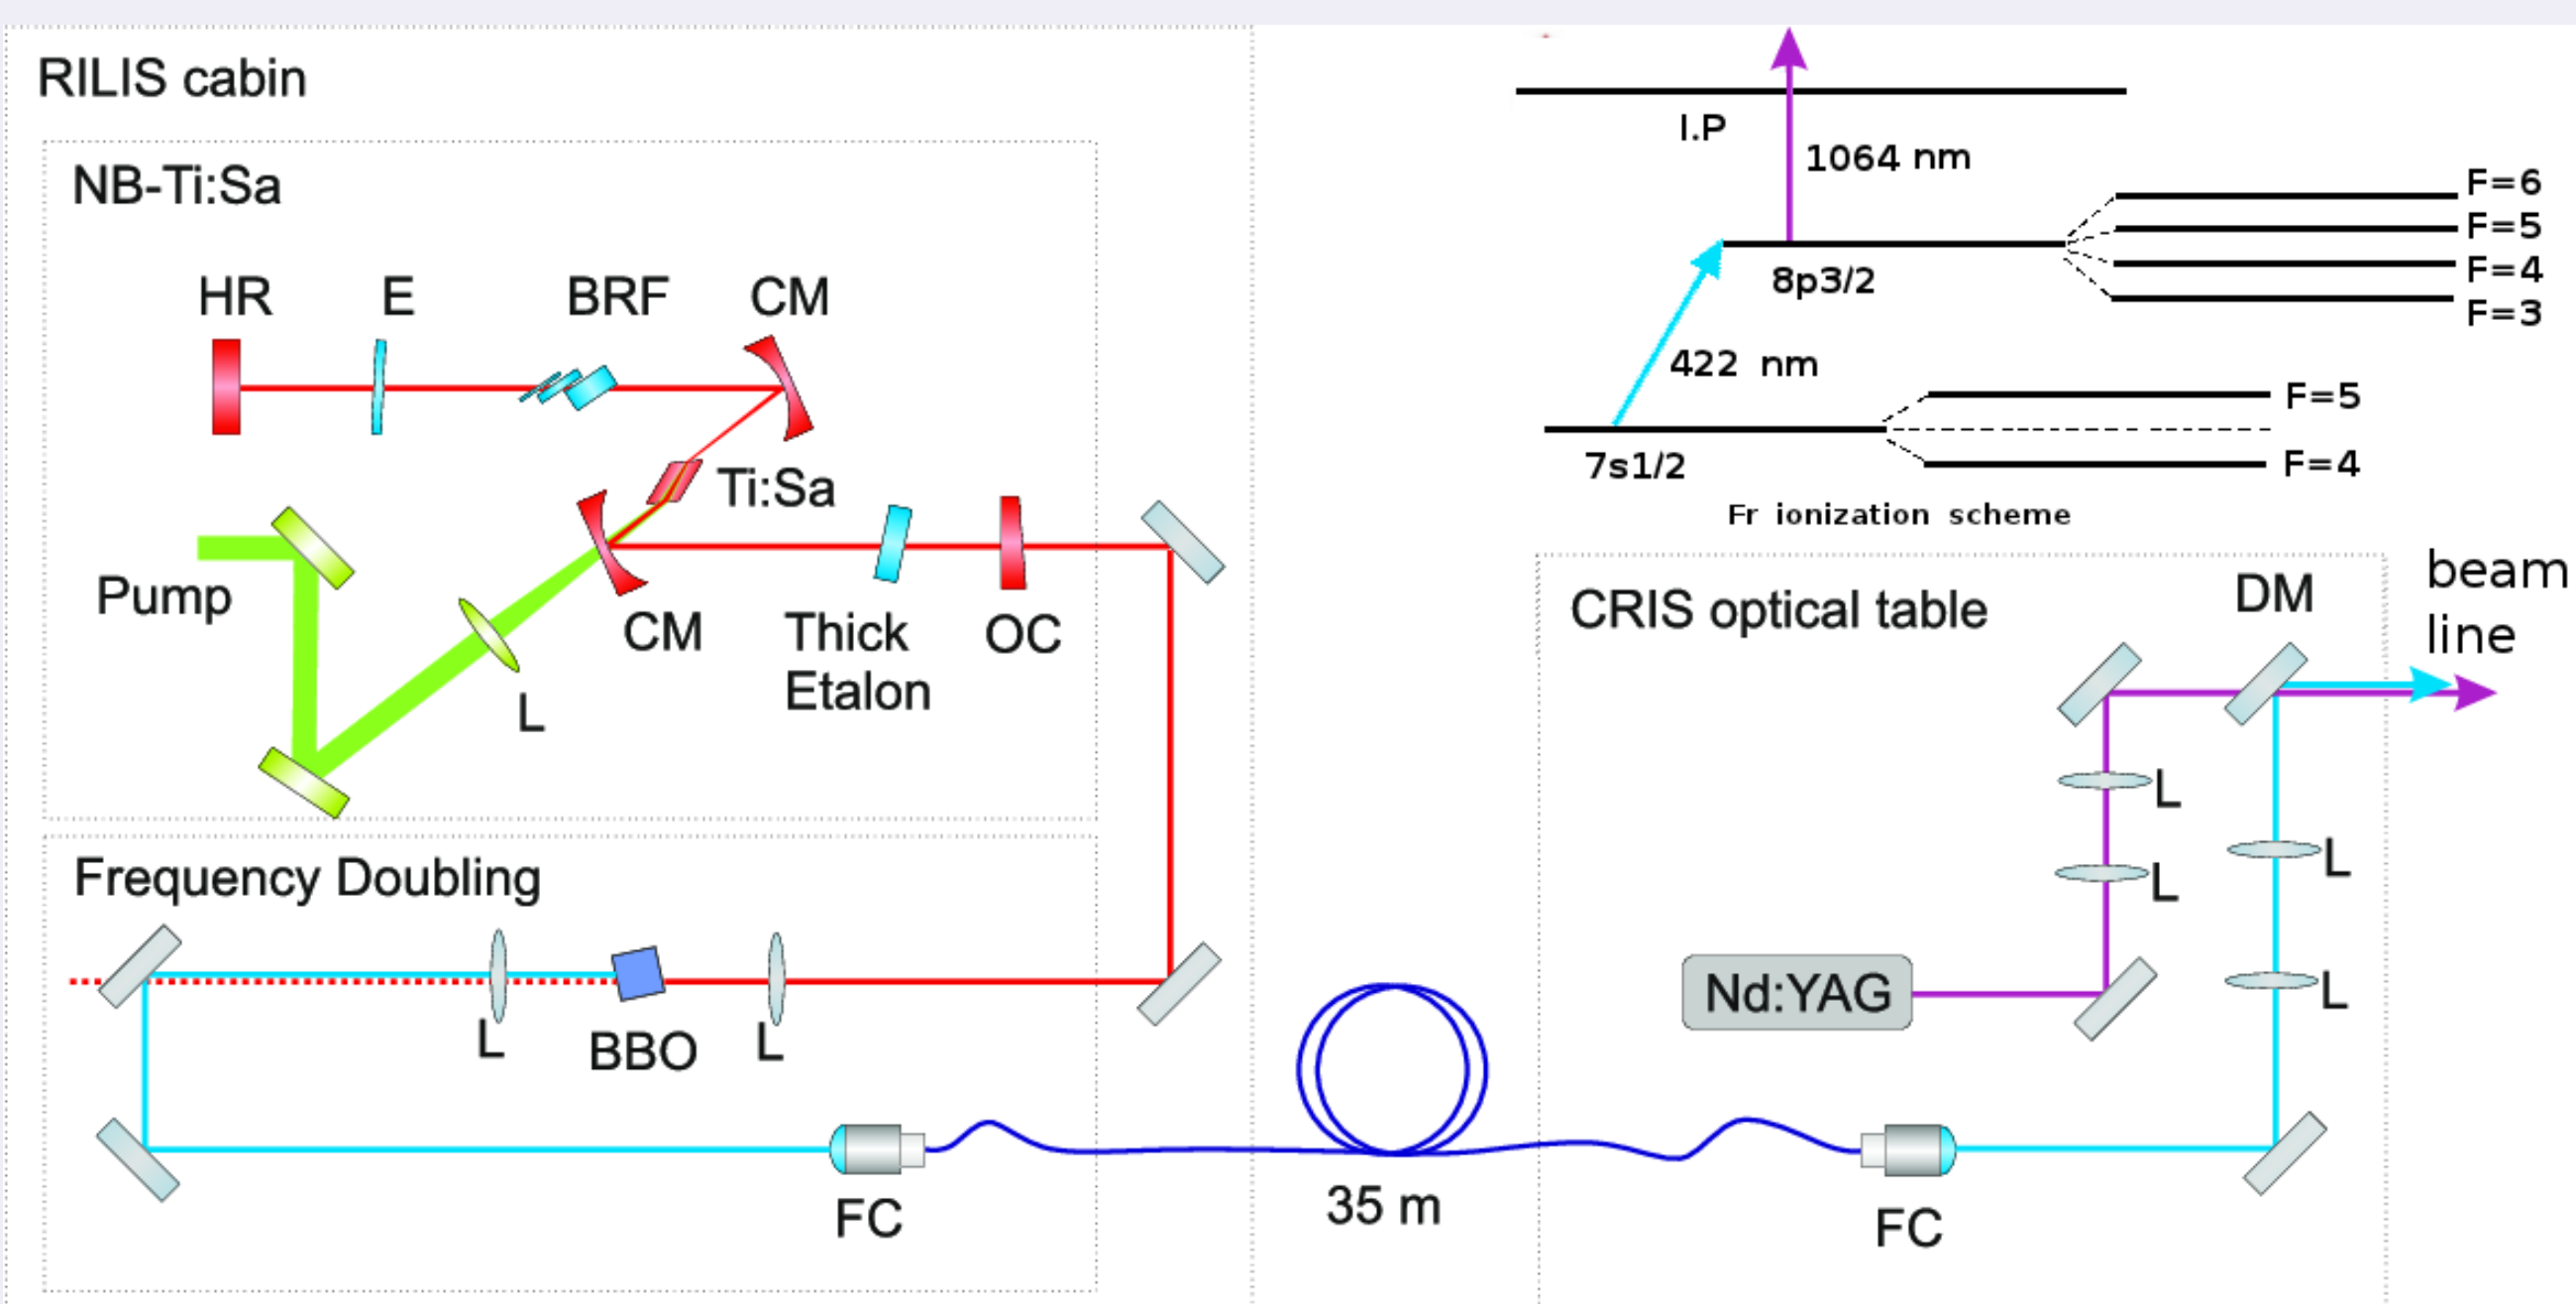 RILIS cabin
NB-Ti:Sa
HR
E
BRF
CM
Ti:Sa
Pump
L
CM
Thick
Etalon
OC
Frequency Doubling
L
BBO
L
FC
35 m
I.P
1064 nm
8p3/2
F=6
F=5
F=4
F=3
422 nm
7s1/2
F=5
F=4
Fr ionization scheme
CRIS optical table
DM
beam
line
L
L
L
L
Nd:YAG
FC